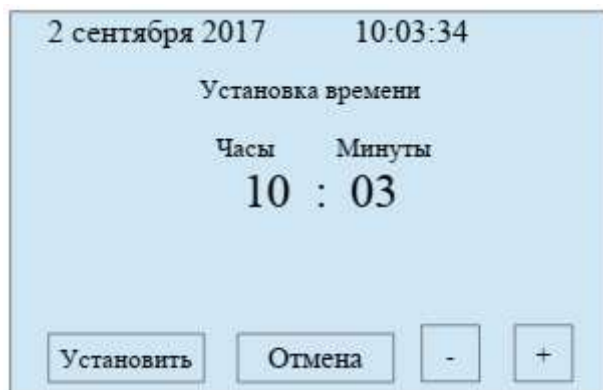 2 сентября 2017 10:03:34
Установка времени
Часы Минуты
10 : 03
Установить Отмена - +